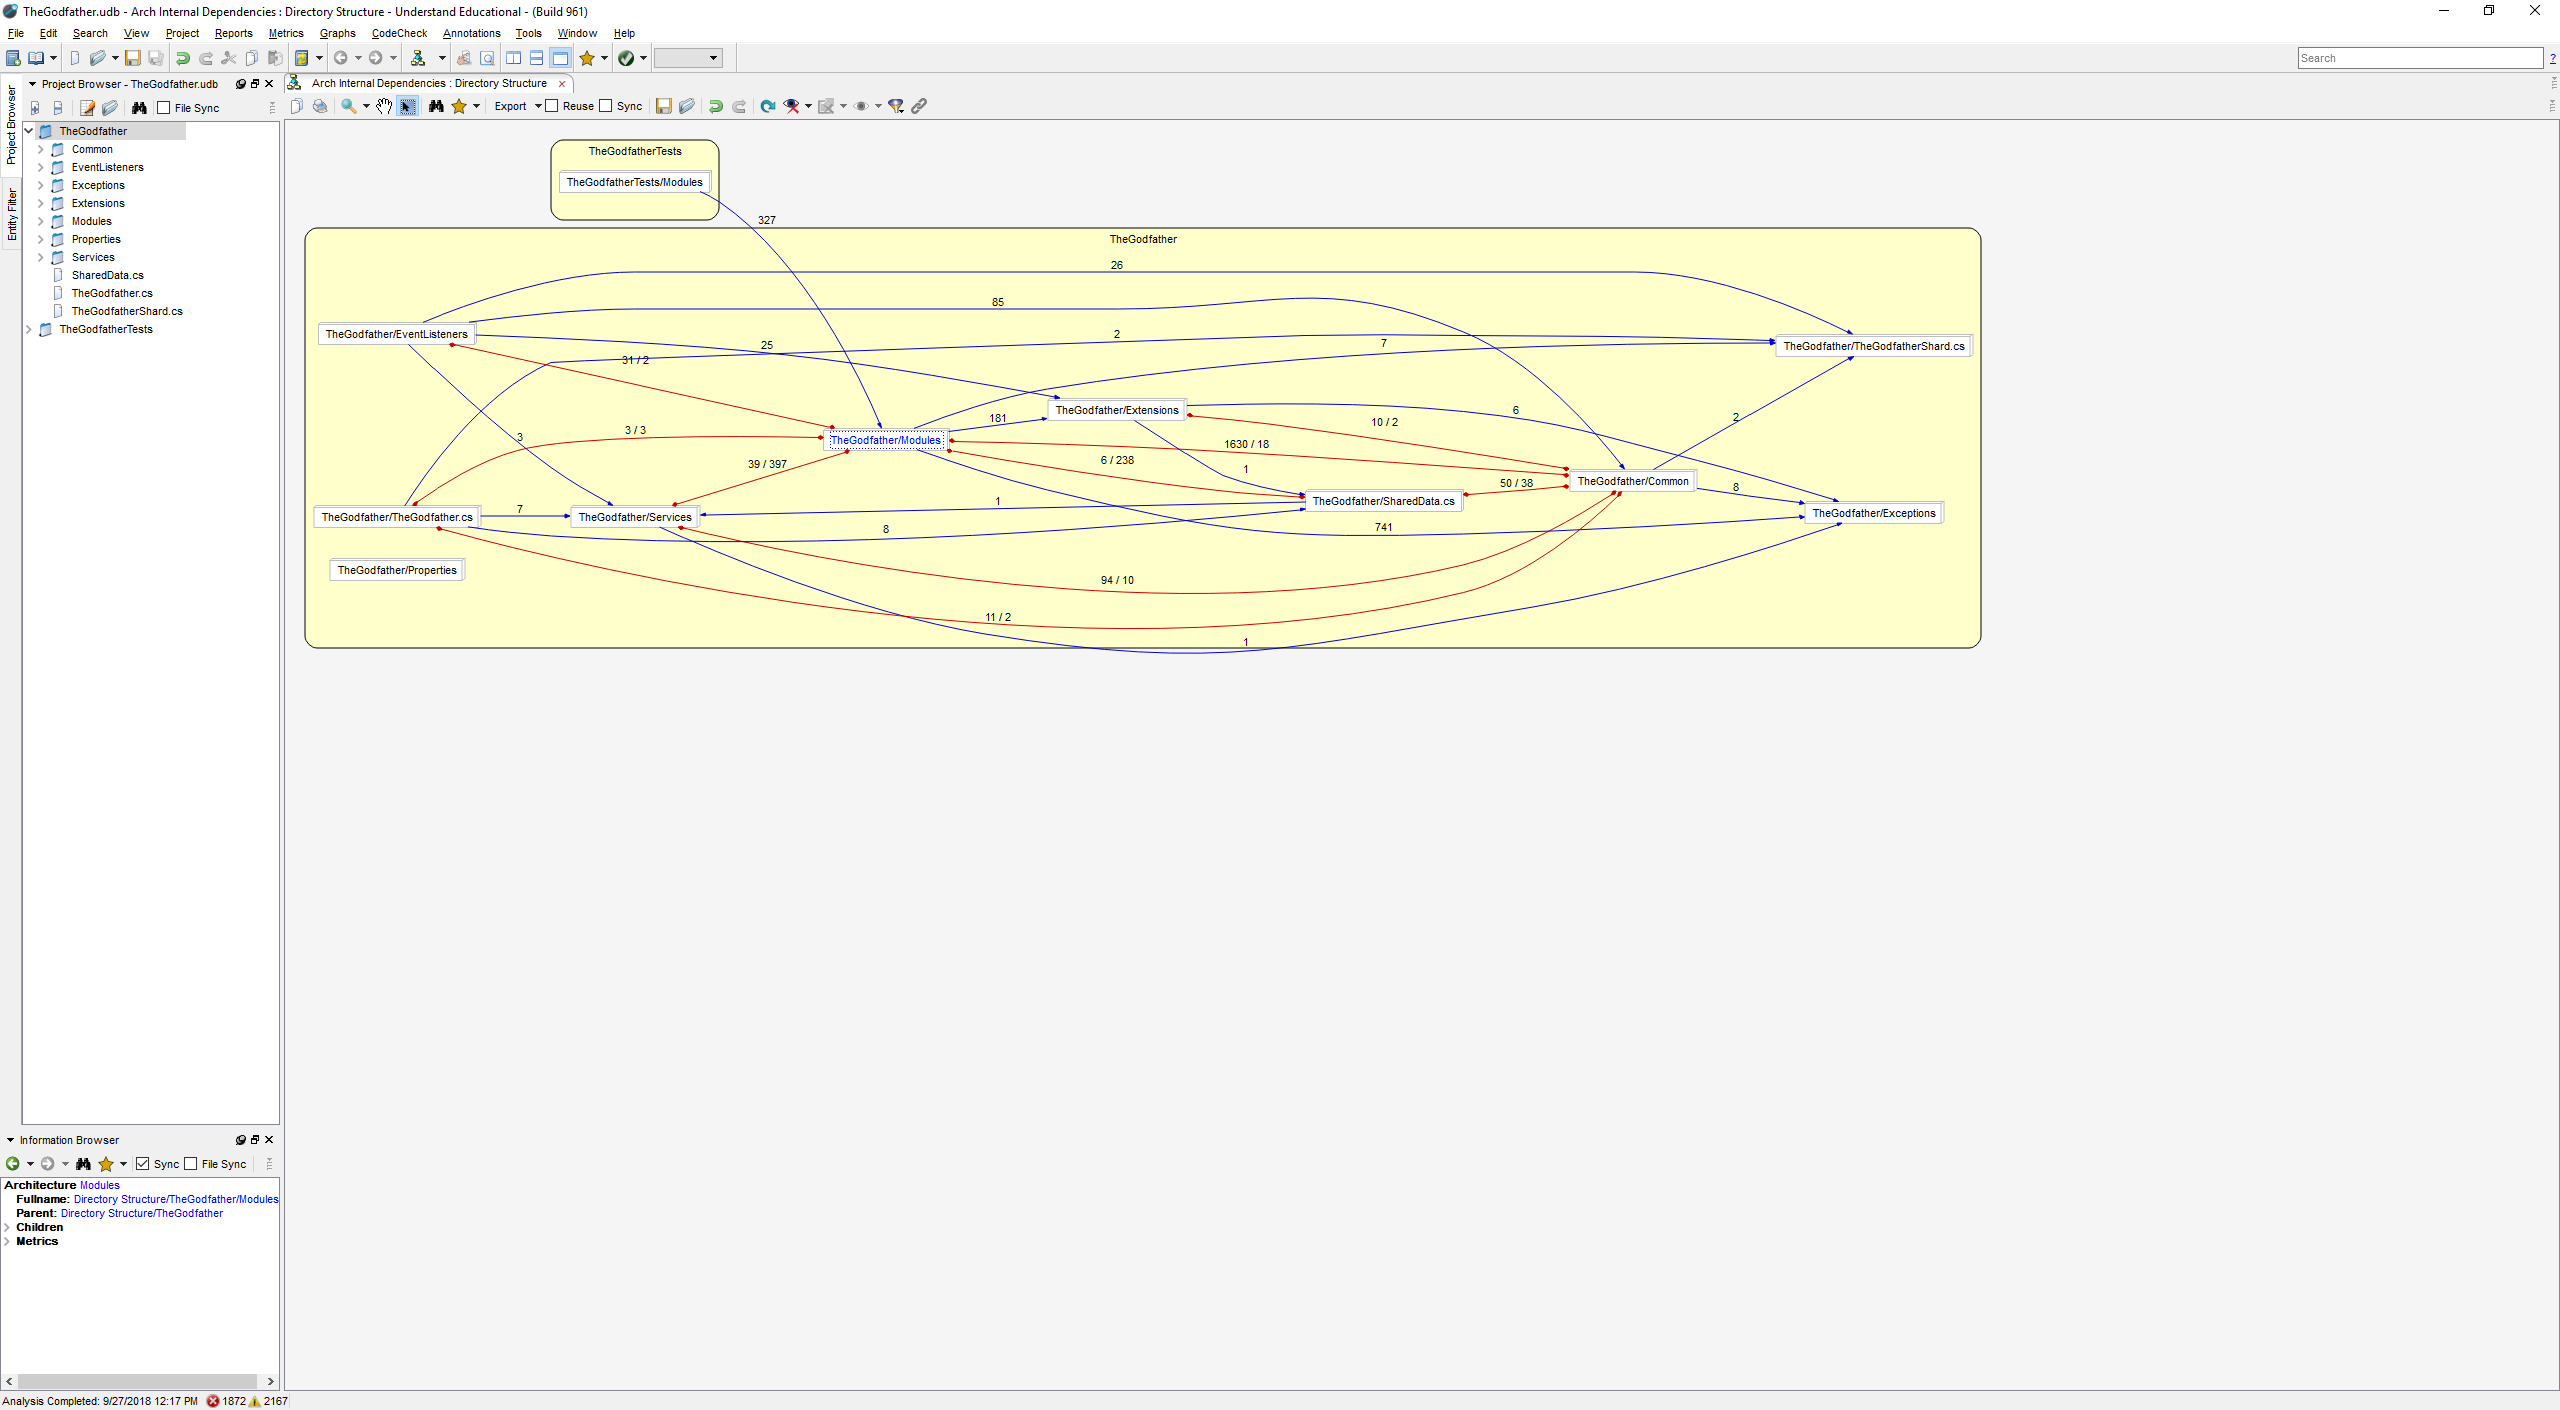 TheGodfather.udb - Arch Internal Dependencies : Directory Structure - Understand Educational - (Build 961)
File Edit Search View Project Reports Metrics Graphs CodeCheck Annotations Tools Window Help
Search
?
Project Browser
Entity Filter
Project Browser - TheGodfather.udb
File Sync
TheGodfather
Common
EventListeners
Exceptions
Extensions
Modules
Properties
Services
SharedData.cs
TheGodfather.cs
TheGodfatherShard.cs
TheGodfatherTests
Arch Internal Dependencies : Directory Structure
Export Reuse Sync
TheGodfatherTests
TheGodfatherTests/Modules
327
TheGodfather
26
85
TheGodfather/EventListeners
2
25
7
TheGodfather/TheGodfatherShard.cs
31 / 2
TheGodfather/Extensions
6
181
2
10 / 2
3 / 3
3
TheGodfather/Modules
1630 / 18
39 / 397
6 / 238
1
50 / 38
TheGodfather/Common
8
TheGodfather/SharedData.cs
1
7
TheGodfather/TheGodfather.cs
TheGodfather/Services
TheGodfather/Exceptions
8
741
TheGodfather/Properties
94 / 10
11 / 2
1
Information Browser
Sync File Sync
Architecture Modules
Fullname: Directory Structure/TheGodfather/Modules
Parent: Directory Structure/TheGodfather
Children
Metrics
Analysis Completed: 9/27/2018 12:17 PM 1872 2167